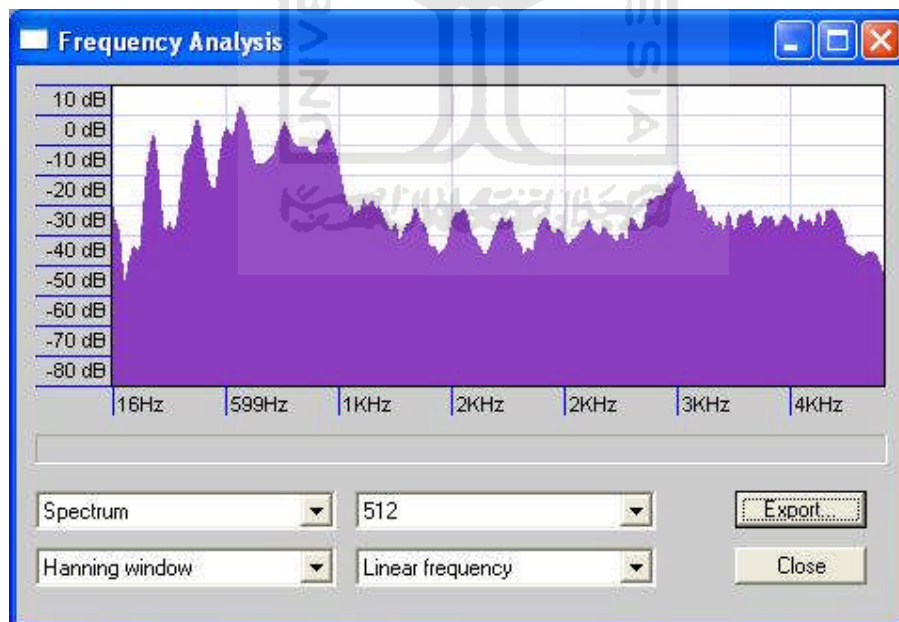 Frequency Analysis
10 dB
0 dB
-10 dB
-20 dB
-30 dB
-40 dB
-50 dB
-60 dB
-70 dB
-80 dB
16Hz 599Hz 1KHz 2KHz 2KHz 3KHz 4KHz
Spectrum 512 Export...
Hanning window Linear frequency Close